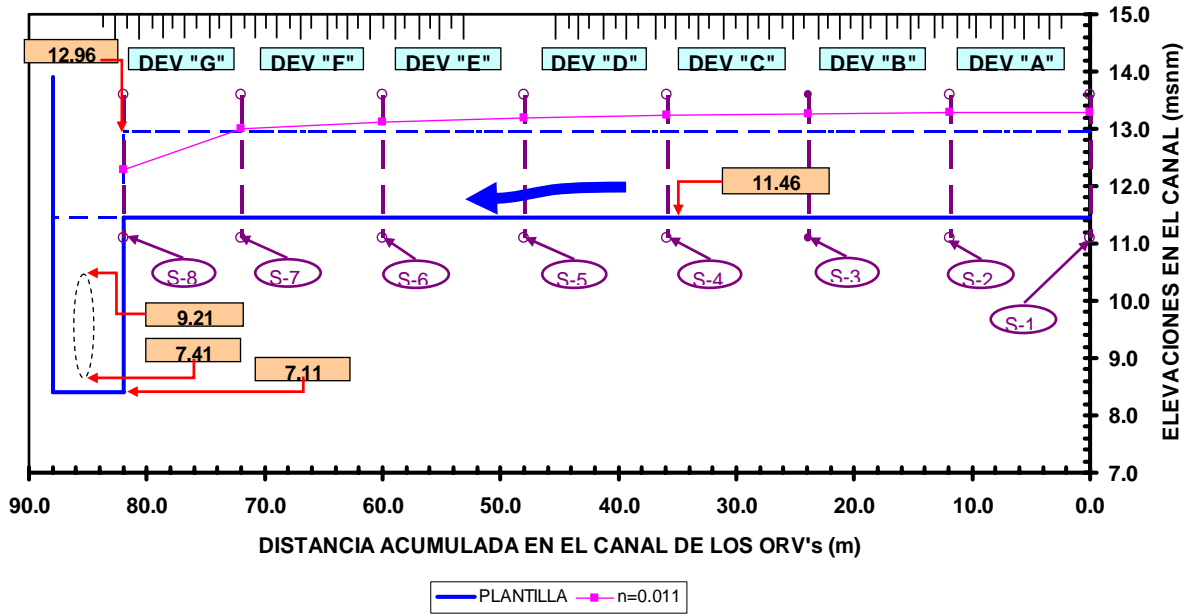 15.0
12.96
DEV "G" DEV "F" DEV "E" DEV "D" DEV "C" DEV "B" DEV "A"
14.0
13.0
12.0
11.46
11.0
S-8 S-7 S-6 S-5 S-4 S-3 S-2 S-1
10.0
9.21
9.0
7.41
7.11
8.0
7.0
ELEVACIONES EN EL CANAL (msnm)
90.0 80.0 70.0 60.0 50.0 40.0 30.0 20.0 10.0 0.0
DISTANCIA ACUMULADA EN EL CANAL DE LOS ORV's (m)
PLANTILLA n=0.011